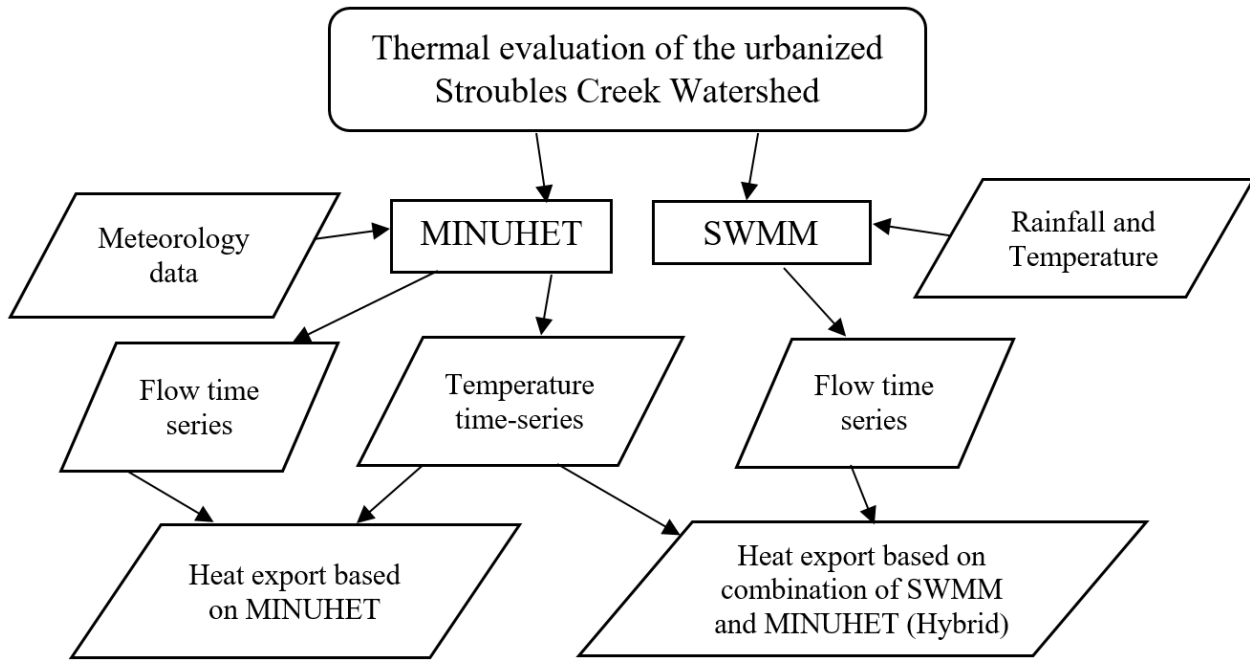 Thermal evaluation of the urbanized
Stroubles Creek Watershed
Meteorology
data
MINUHET
SWMM
Rainfall and
Temperature
Flow time
series
Temperature
time-series
Flow time
series
Heat export based
on MINUHET
Heat export based on
combination of SWMM
and MINUHET (Hybrid)